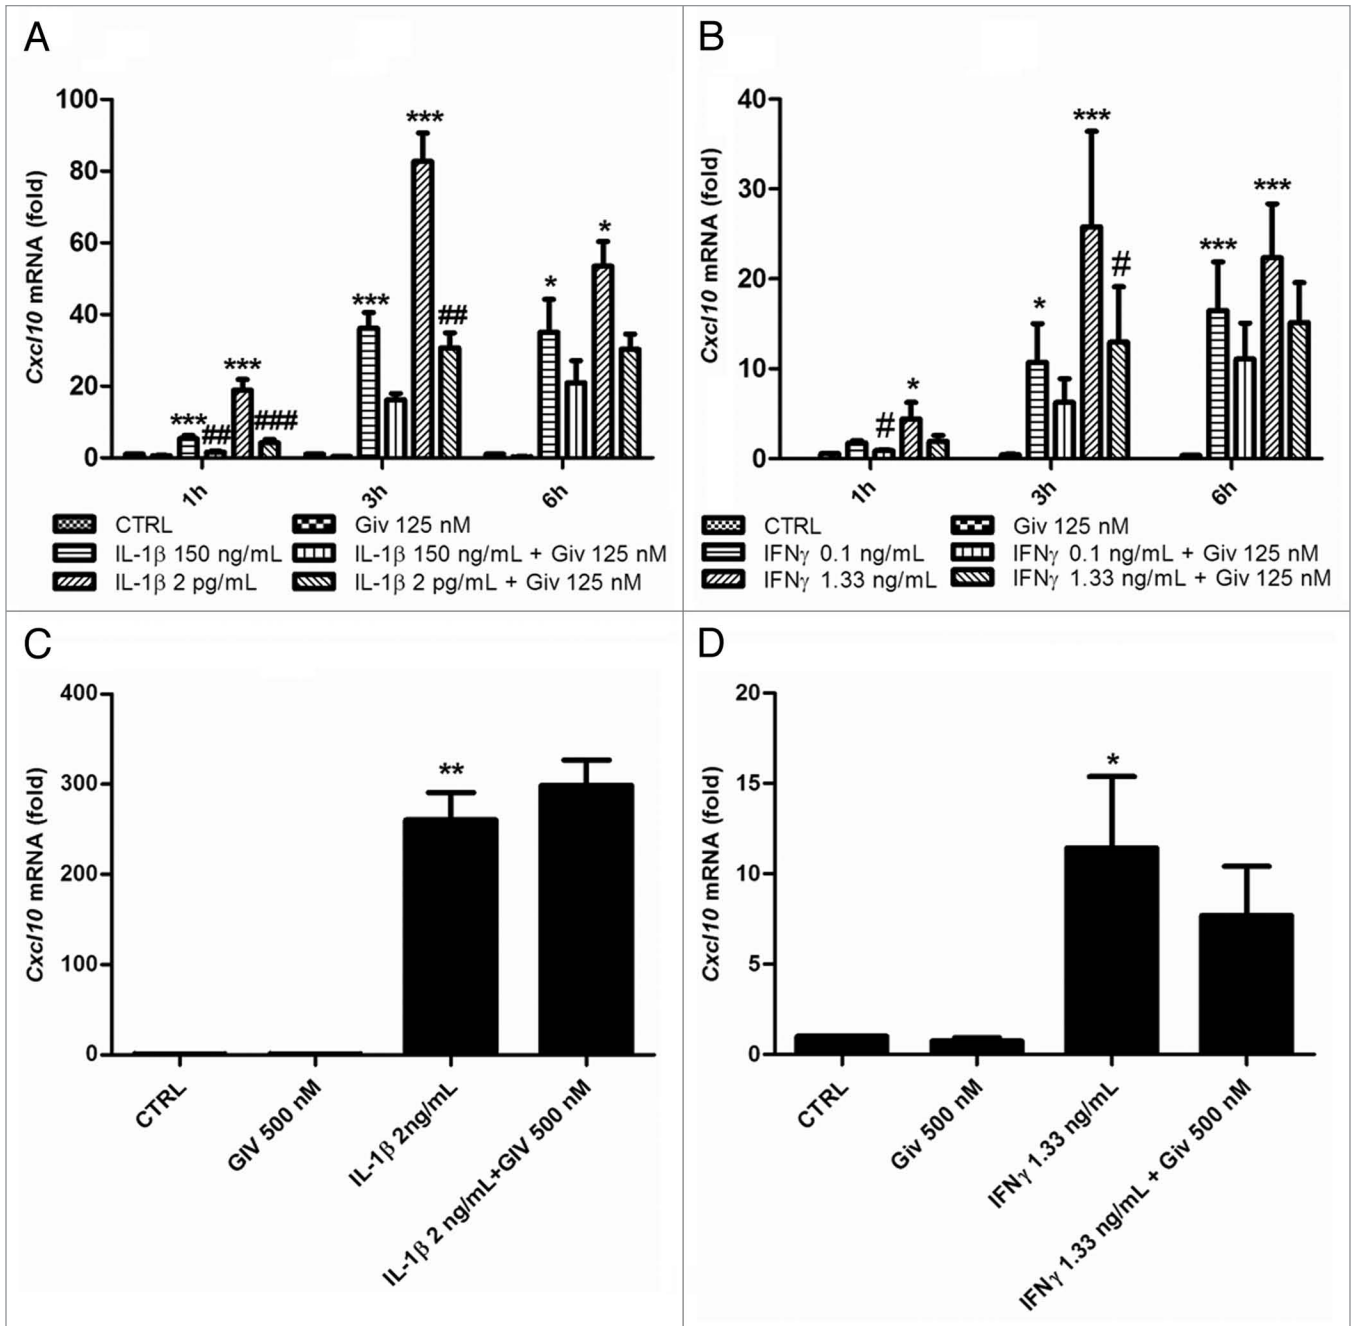 A
Cxcl10 mRNA (fold)
100
80
60
40
20
0
***
##
***
###
***
***
##
*
*
1h
3h
6h
CTRL
Giv 125 nM
IL-1β 150 ng/mL
IL-1β 150 ng/mL + Giv 125 nM
IL-1β 2 pg/mL
IL-1β 2 pg/mL + Giv 125 nM
B
Cxcl10 mRNA (fold)
40
30
20
10
0
#
*
*
***
#
***
***
1h
3h
6h
CTRL
Giv 125 nM
IFNγ 0.1 ng/mL
IFNγ 0.1 ng/mL + Giv 125 nM
IFNγ 1.33 ng/mL
IFNγ 1.33 ng/mL + Giv 125 nM
C
Cxcl10 mRNA (fold)
400
300
200
100
0
**
CTRL
GIV 500 nM
IL-1β 2ng/mL
IL-1β 2 ng/mL+GIV 500 nM
D
Cxcl10 mRNA (fold)
20
15
10
5
0
*
CTRL
Giv 500 nM
IFNγ 1.33 ng/mL
IFNγ 1.33 ng/mL + Giv 500 nM